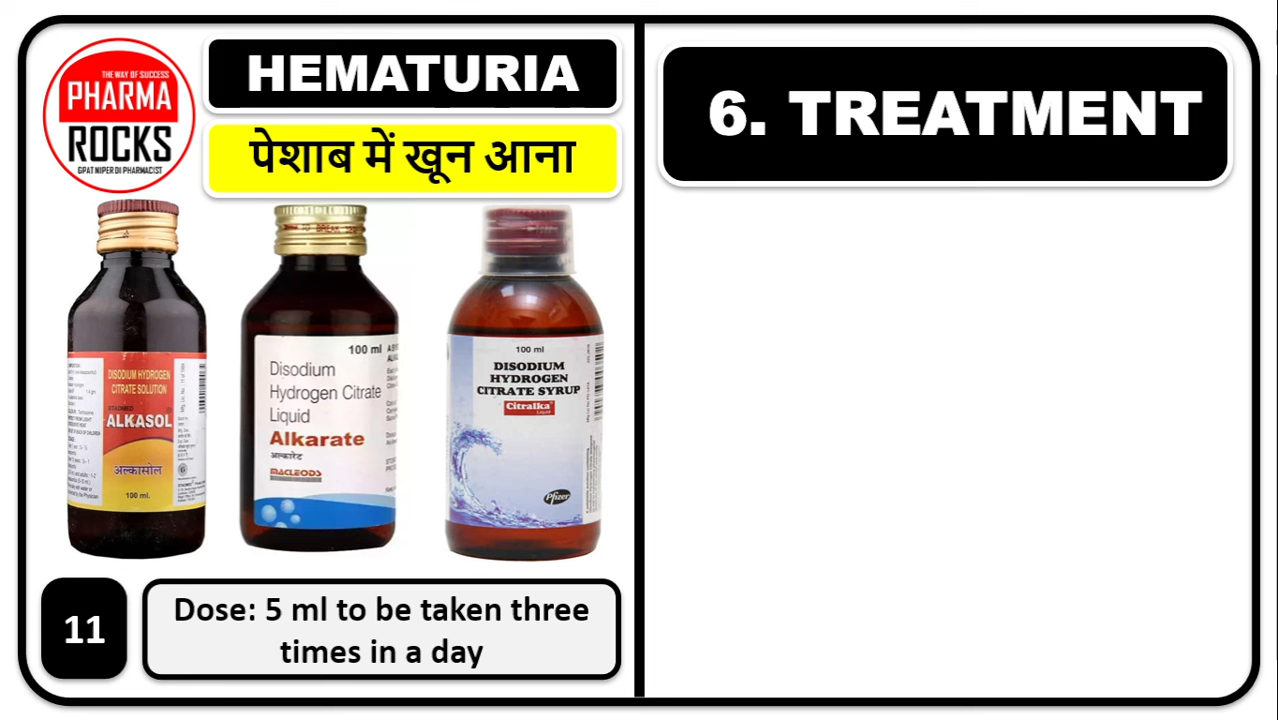 THE WAY OF SUCCESS
PHARMA
ROCKS
GPAT NIPER DI PHARMACIST
HEMATURIA
पेशाब में खून आना
6. TREATMENT
DISODIUM HYDROGEN
CITRATE SOLUTION
ALKASOL
अल्कासोल
100 ml.
100 ml
Disodium
Hydrogen Citrate
Liquid
Alkarate
अल्कारेट
MACLEODS
100 ml
DISODIUM
HYDROGEN
CITRATE SYRUP
Citralka
Liquid
Pfizer
11
Dose: 5 ml to be taken three
times in a day